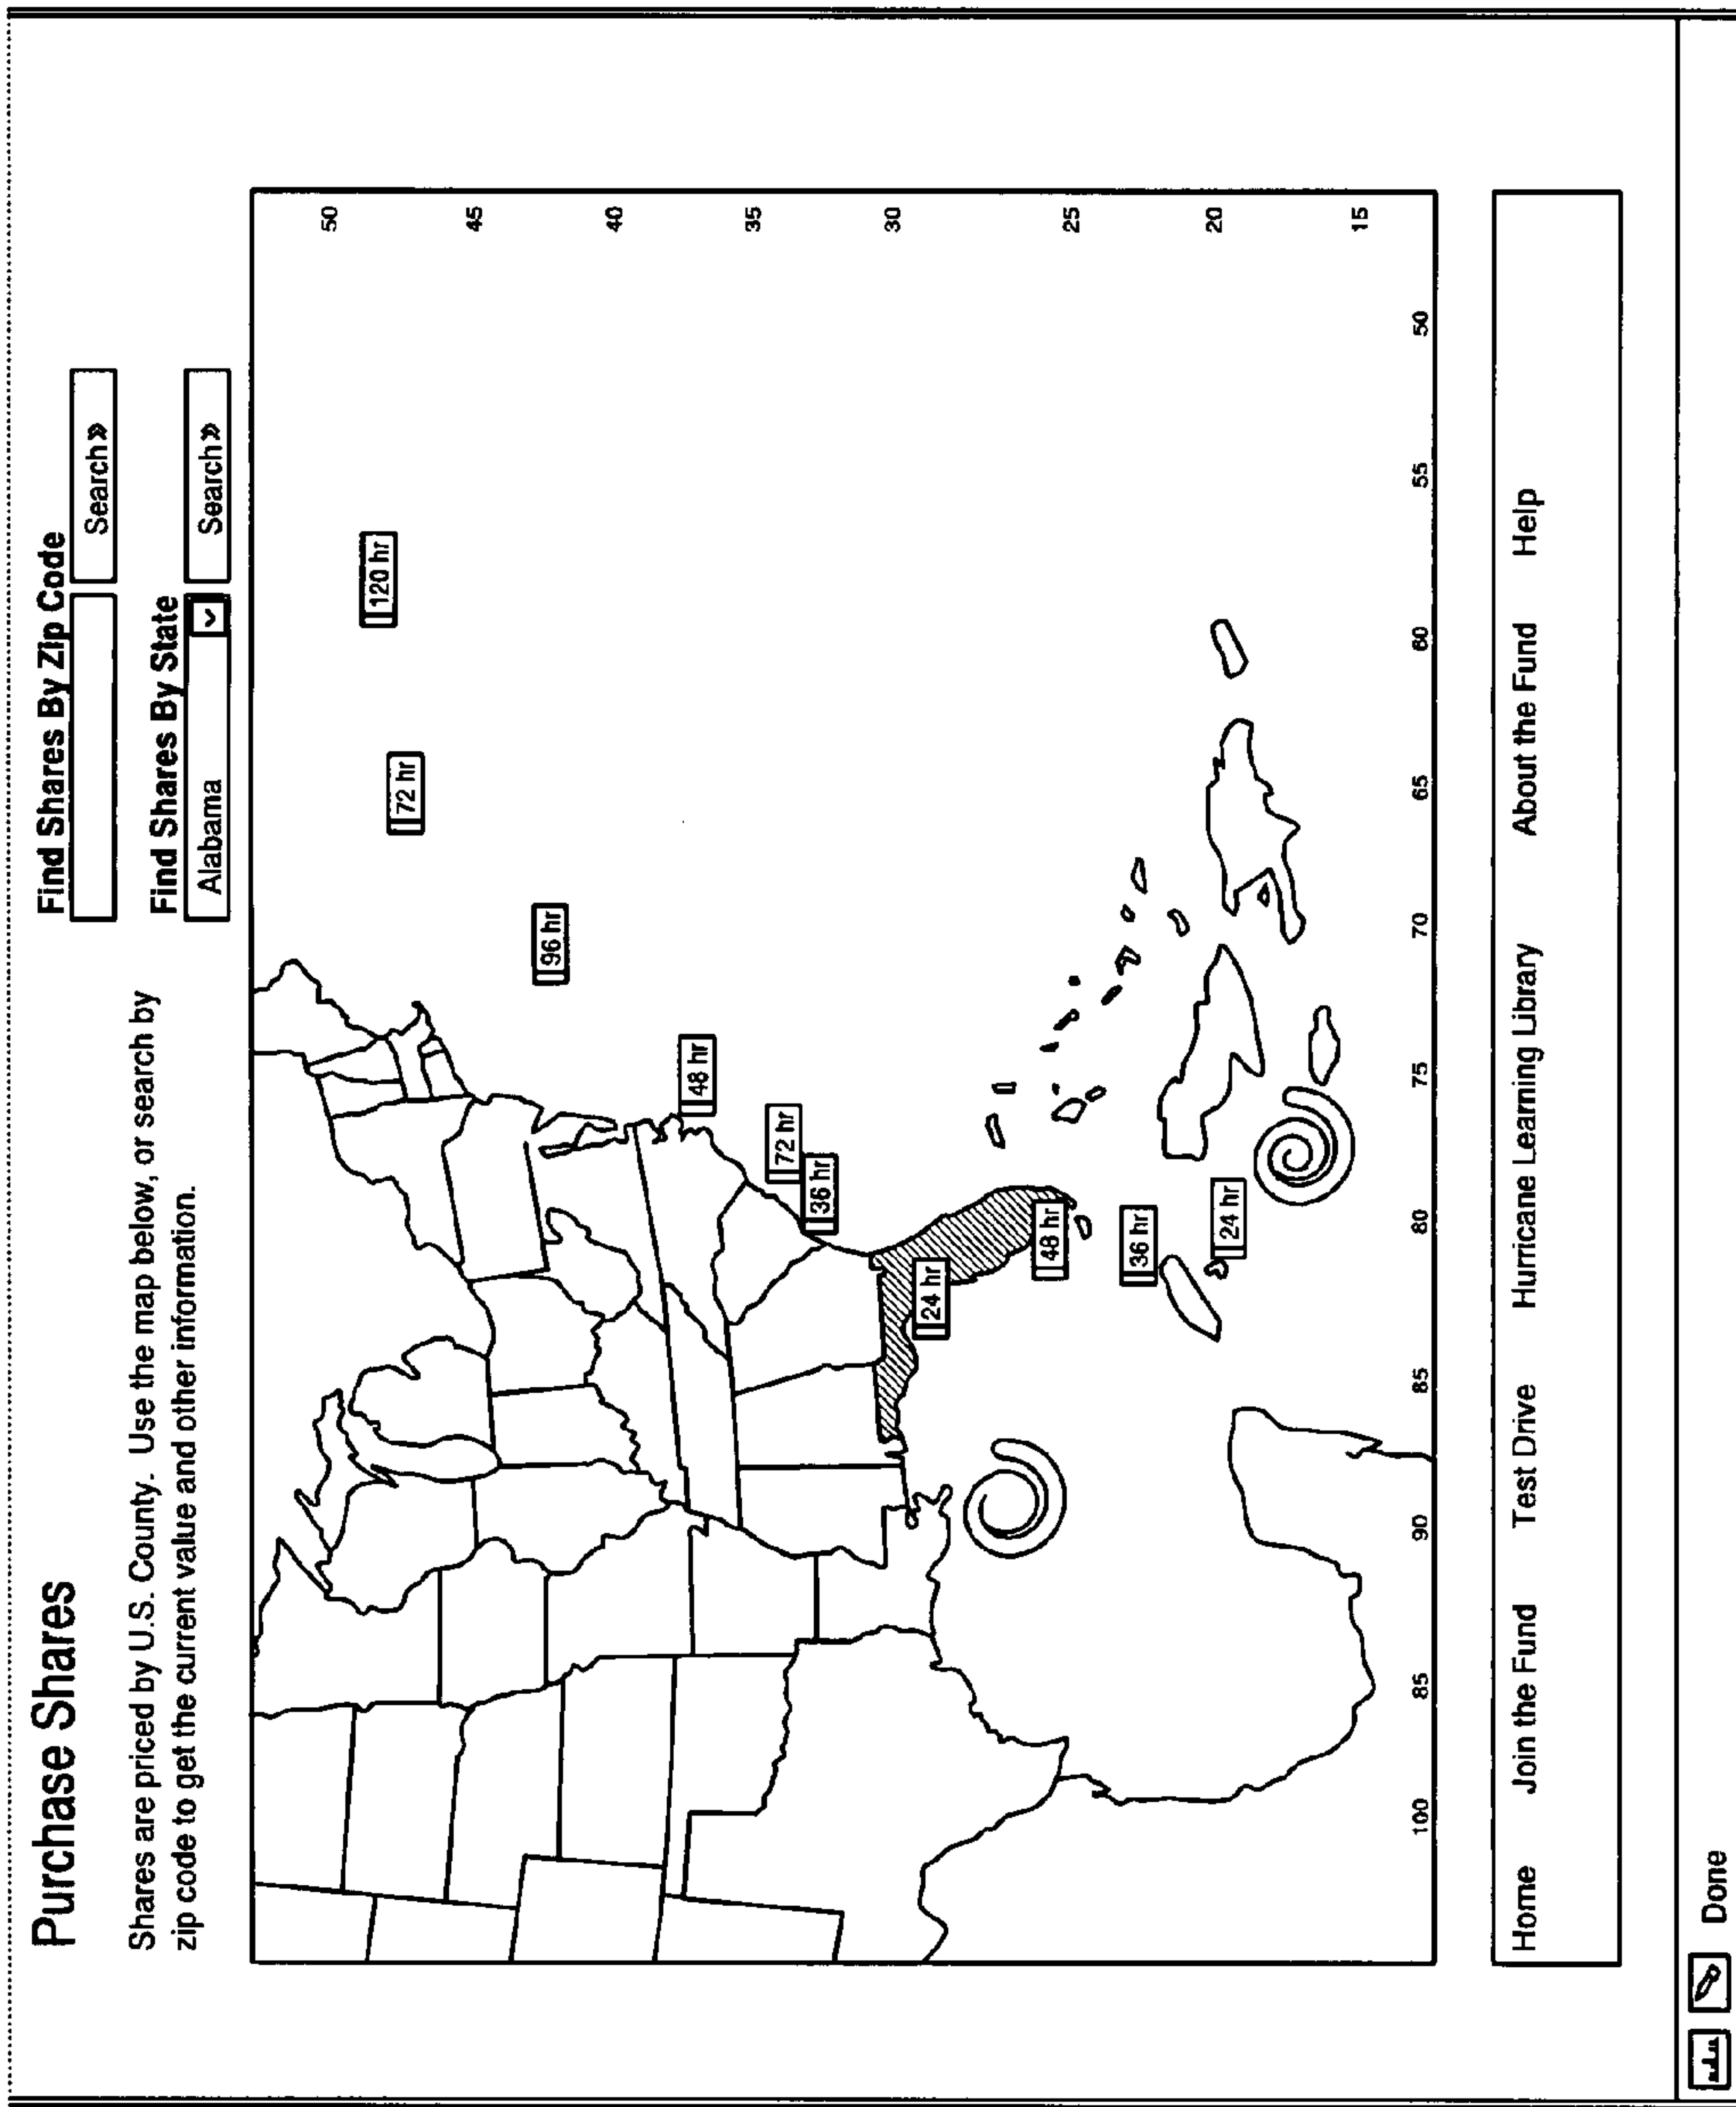 Purchase Shares
Find Shares By Zip Code
Search »
Shares are priced by U.S. County. Use the map below, or search by
zip code to get the current value and other information.
Find Shares By State
Alabama
Search »
120 hr
72 hr
96 hr
48 hr
72 hr
36 hr
24 hr
48 hr
36 hr
24 hr
50
45
40
35
30
25
20
15
100
85
90
85
80
75
70
65
60
55
50
Home
Join the Fund
Test Drive
Hurricane Learning Library
About the Fund
Help
Done